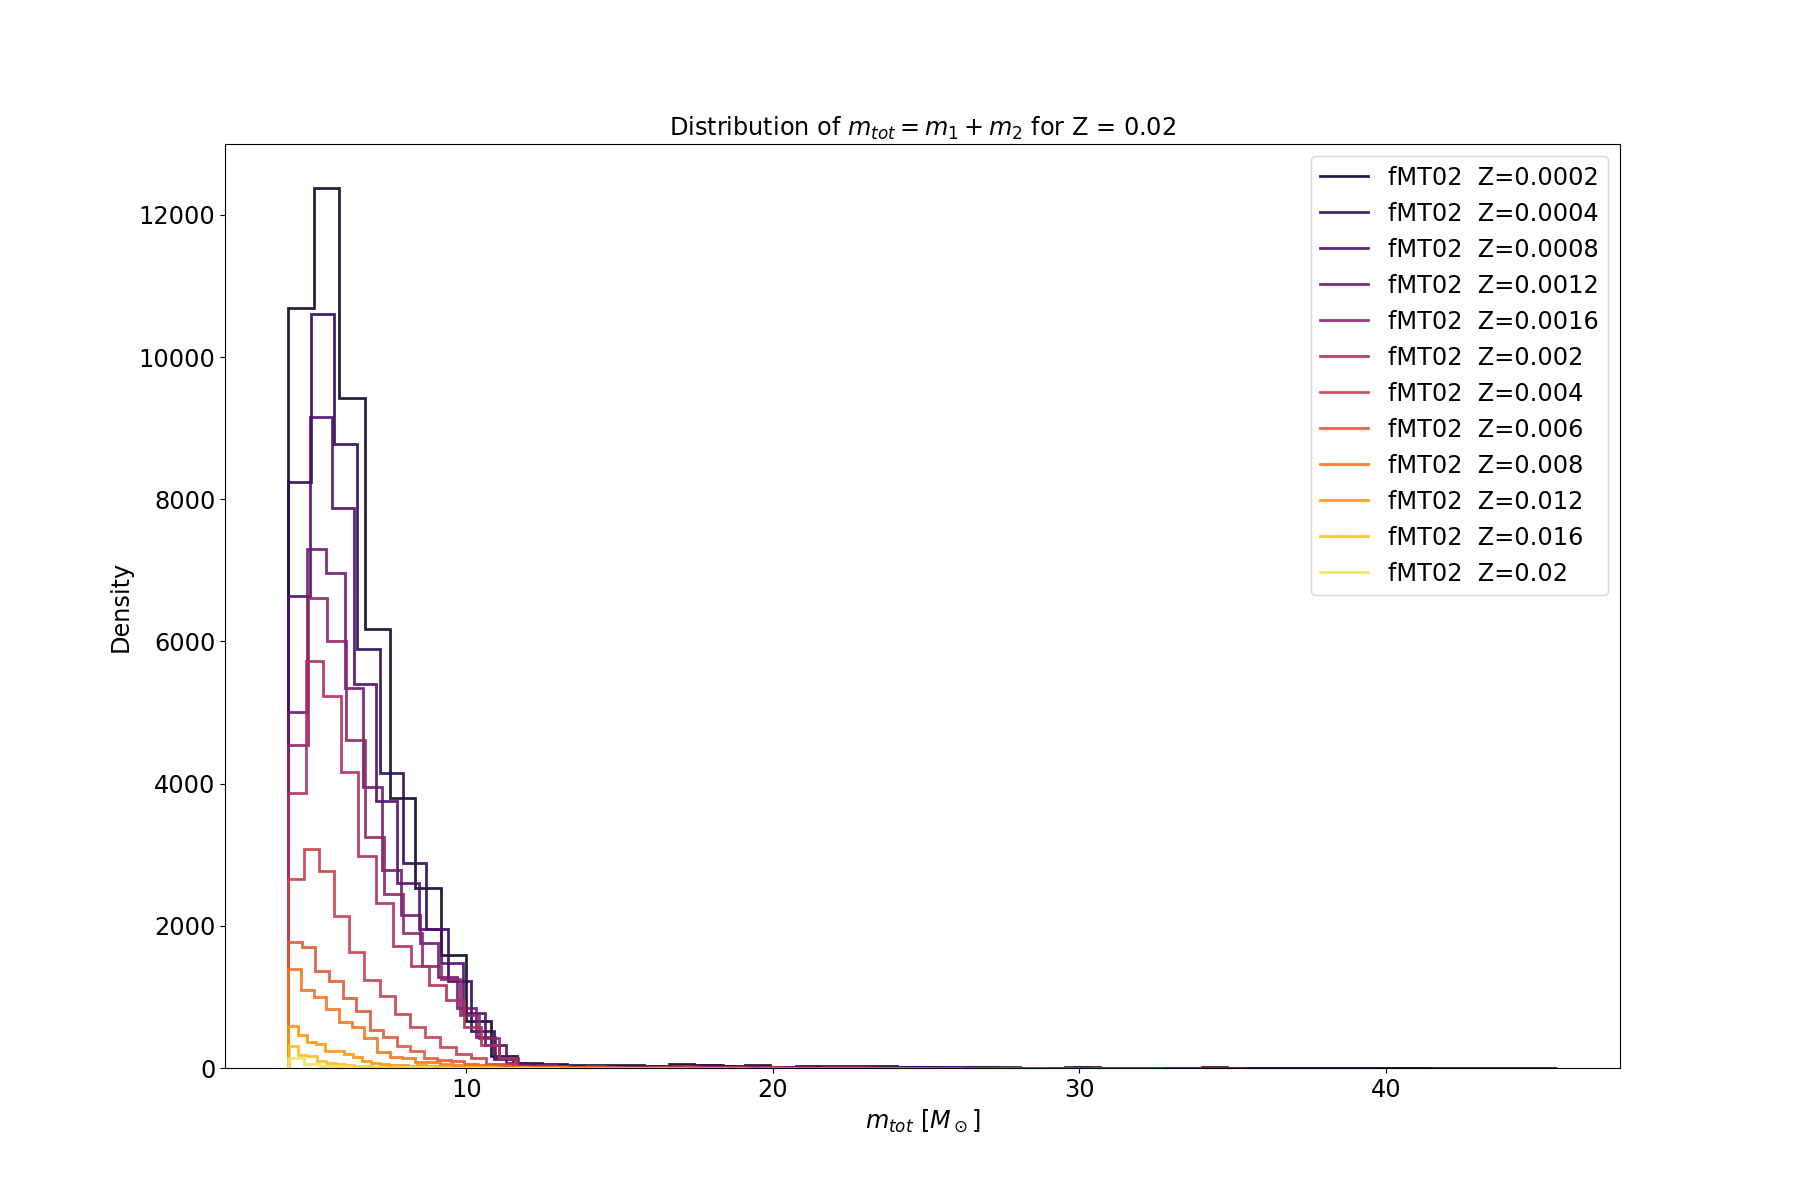 Distribution of m_tot = m_1 + m_2 for Z = 0.02
Density
12000
10000
8000
6000
4000
2000
0
10
20
30
40
m_tot [M_⊙]
fMT02 Z=0.0002
fMT02 Z=0.0004
fMT02 Z=0.0008
fMT02 Z=0.0012
fMT02 Z=0.0016
fMT02 Z=0.002
fMT02 Z=0.004
fMT02 Z=0.006
fMT02 Z=0.008
fMT02 Z=0.012
fMT02 Z=0.016
fMT02 Z=0.02